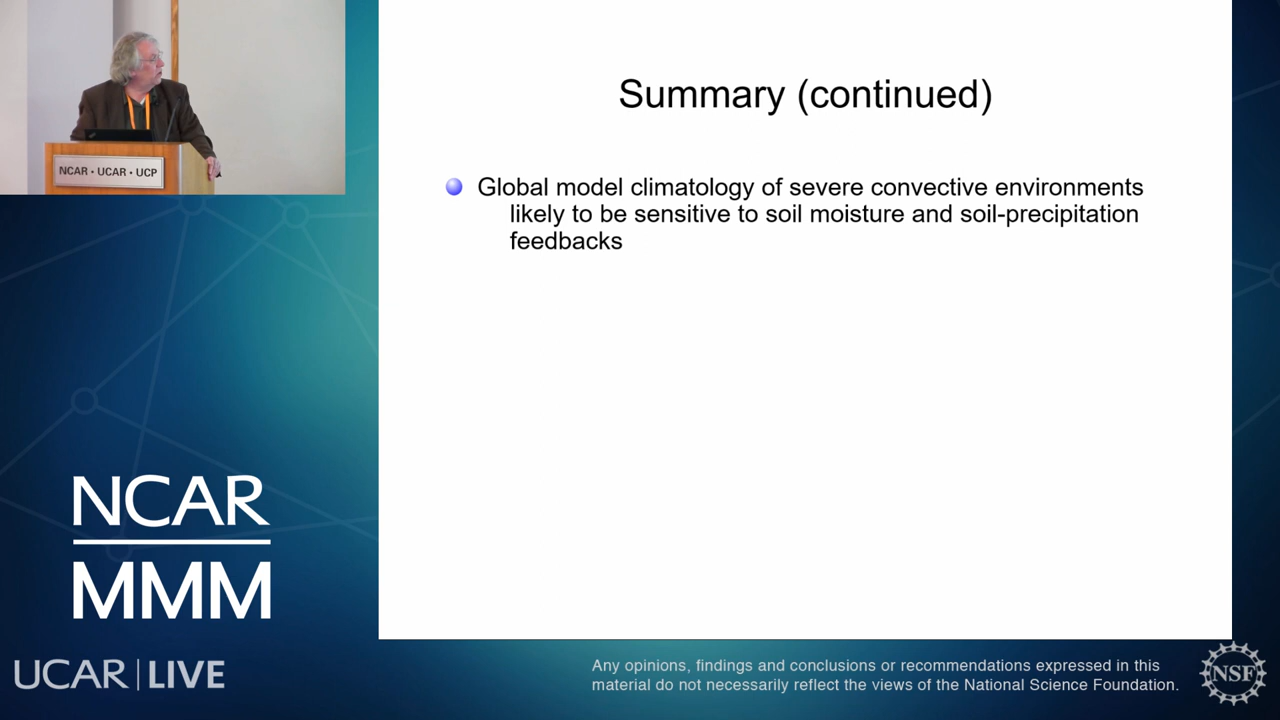 NCAR • UCAR • UCP
Summary (continued)
Global model climatology of severe convective environments
likely to be sensitive to soil moisture and soil-precipitation
feedbacks
NCAR
MMM
UCAR | LIVE
Any opinions, findings and conclusions or recommendations expressed in this
material do not necessarily reflect the views of the National Science Foundation.
NSF